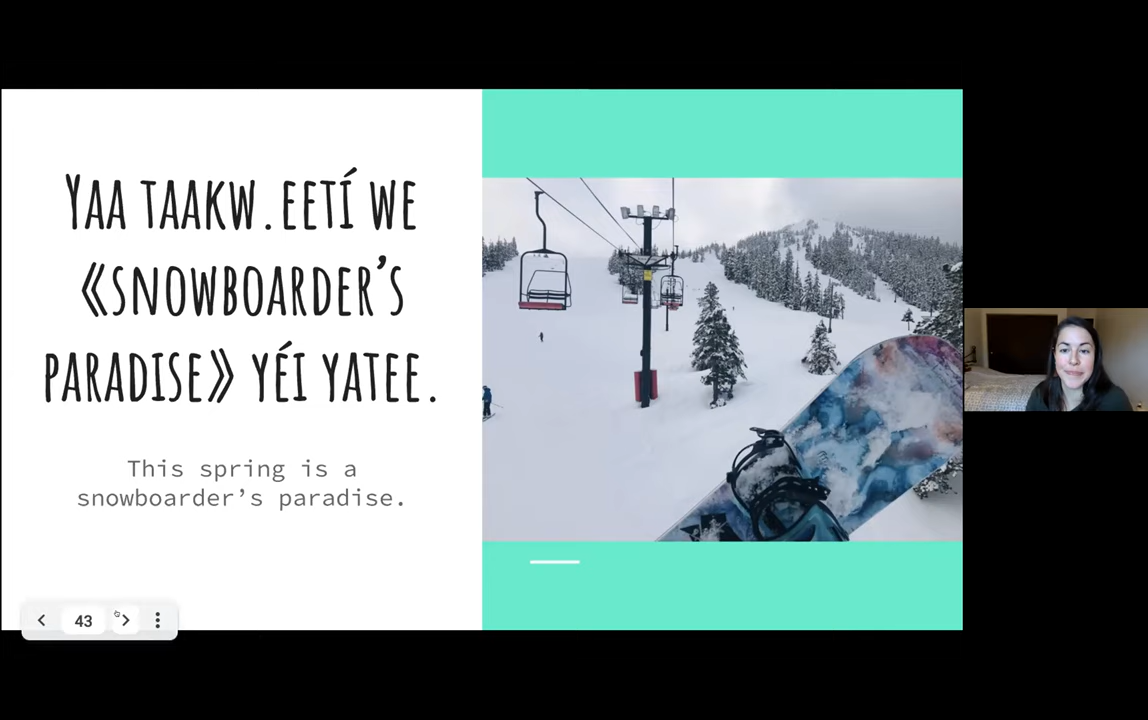 YAA TAAKW.EETÍ WE
《SNOWBOARDER'S
PARADISE》 YÉI YATEE.
This spring is a
snowboarder's paradise.
43